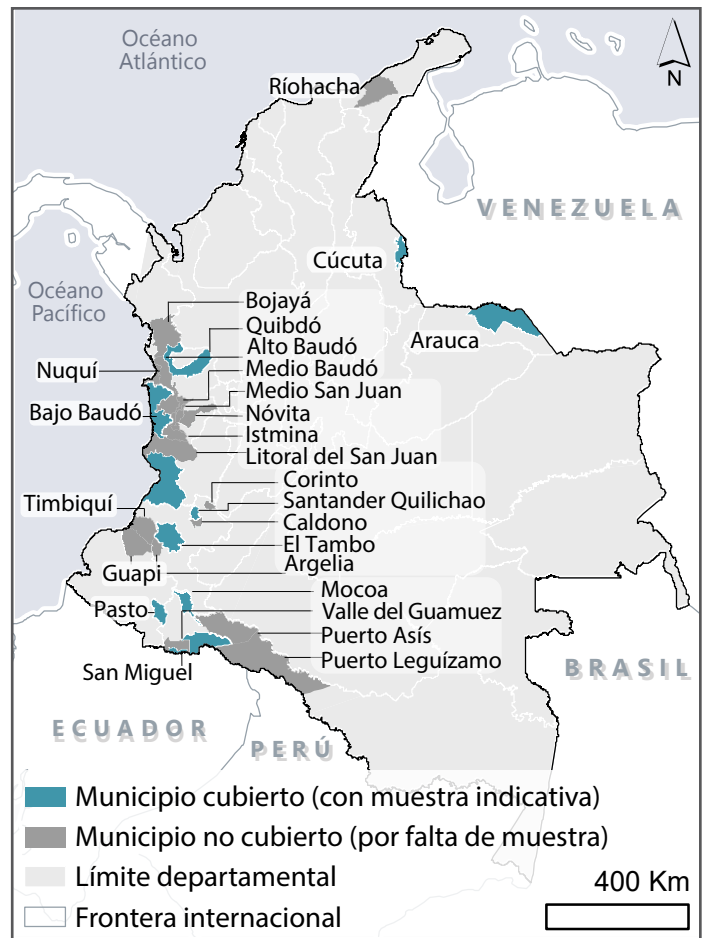 Océano
Atlántico
N
Ríohacha
VENEZUELA
Cúcuta
Océano
Pacífico
Arauca
Bojayá
Quibdó
Alto Baudó
Nuquí
Medio Baudó
Medio San Juan
Bajo Baudó
Nóvita
Istmina
Litoral del San Juan
Corinto
Timbiquí
Santander Quilichao
Caldono
El Tambo
Argelia
Guapi
Mocoa
Pasto
Valle del Guamuez
Puerto Asís
Puerto Leguízamo
San Miguel
BRASIL
ECUADOR
PERÚ
Municipio cubierto (con muestra indicativa)
Municipio no cubierto (por falta de muestra)
Límite departamental
400 Km
Frontera internacional